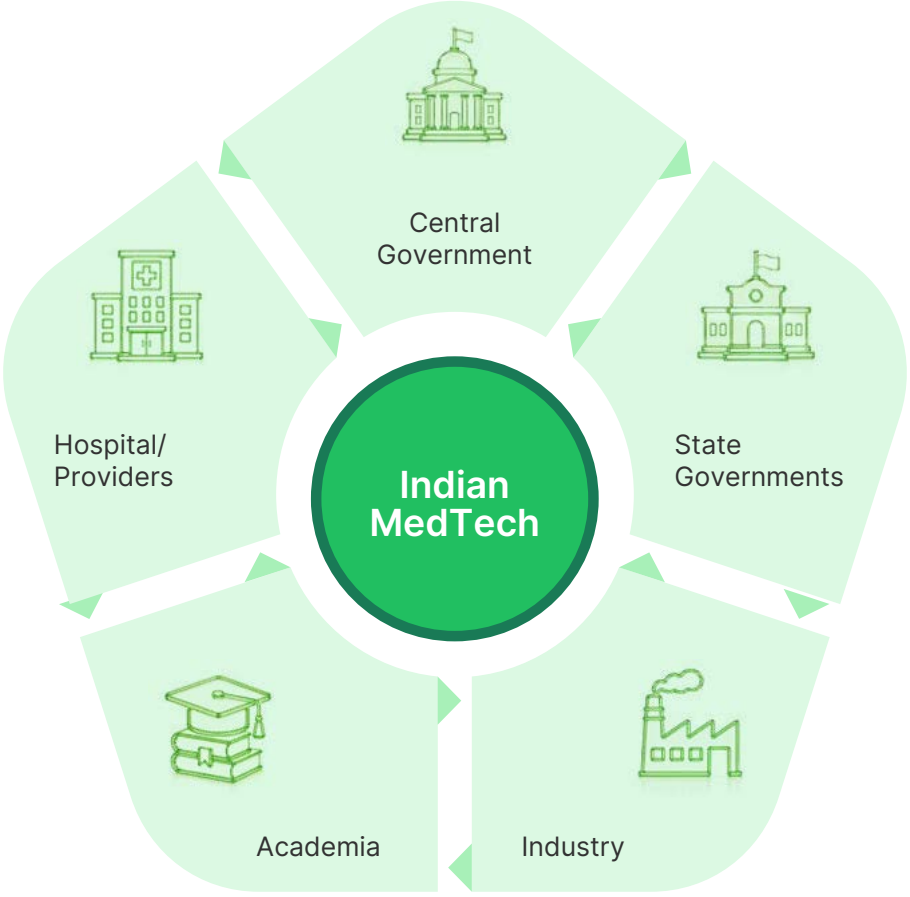 Central
Government
Hospital/
Providers
State
Governments
Indian
MedTech
Academia
Industry